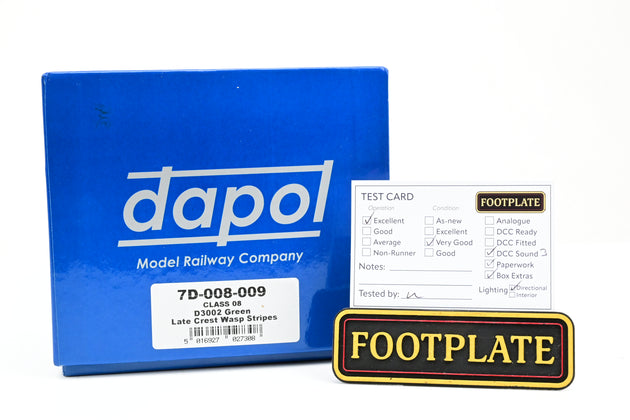 dapol
Model Railway Company
7D-008-009
CLASS 08
D3002 Green
Late Crest Wasp Stripes
5 016927 027308
TEST CARD
FOOTPLATE
Operation
Condition
Excellent
As-new
Analogue
Good
Excellent
DCC Ready
Average
Very Good
DCC Fitted
Non-Runner
Good
DCC Sound
Paperwork
Notes:
Box Extras
Lighting
Directional
Interior
Tested by:
FOOTPLATE